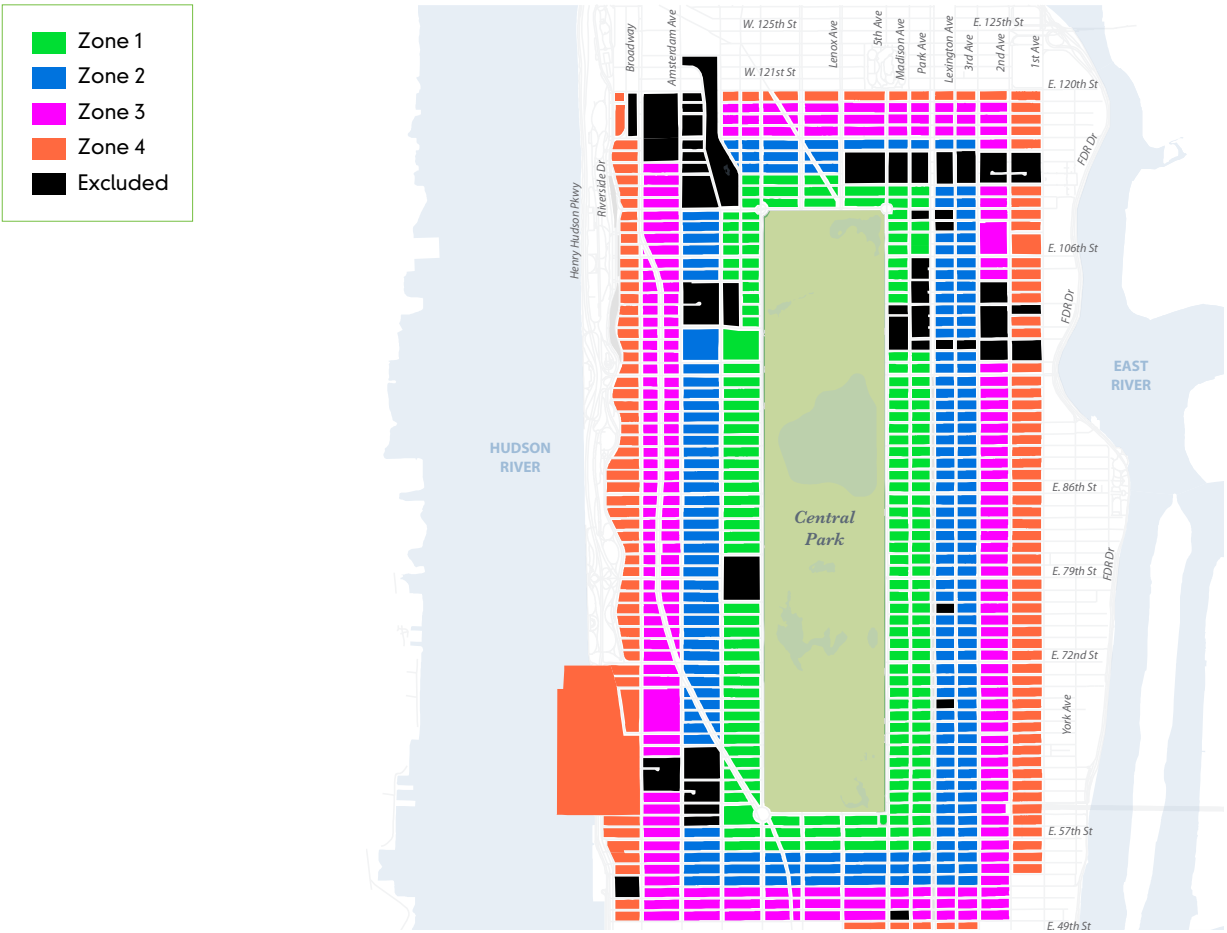 Zone 1
Zone 2
Zone 3
Zone 4
Excluded
Broadway
Amsterdam Ave
W. 125th St
W. 121st St
Lenox Ave
5th Ave
Madison Ave
Park Ave
Lexington Ave
3rd Ave
E. 125th St
2nd Ave
1st Ave
E. 120th St
FDR Dr
Riverside Dr
Henry Hudson Pkwy
E. 106th St
FDR Dr
EAST
RIVER
HUDSON
RIVER
E. 86th St
Central
Park
E. 79th St
FDR Dr
E. 72nd St
York Ave
E. 57th St
E. 49th St